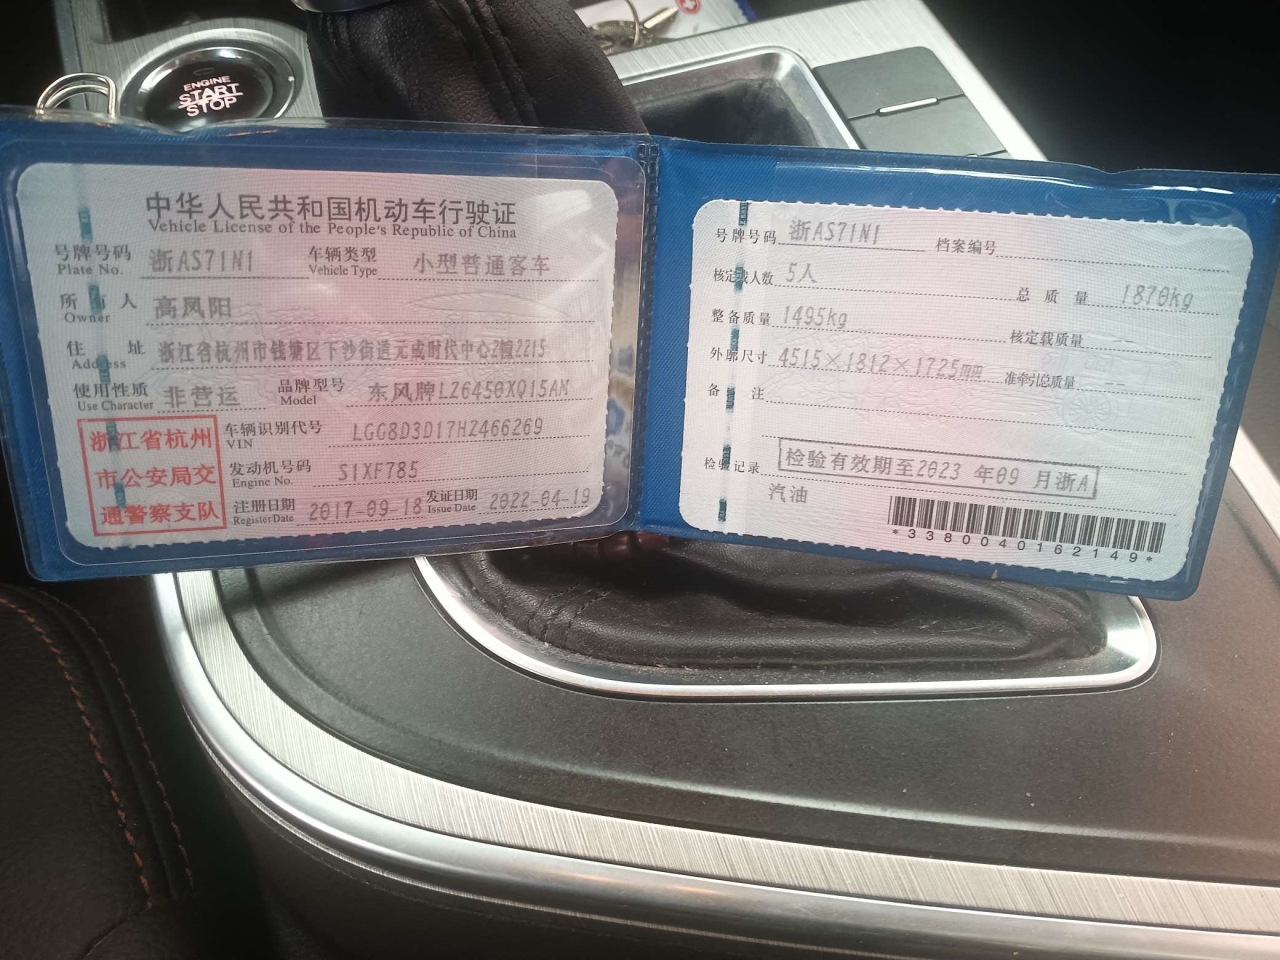 ENGINE
START
STOP
中华人民共和国机动车行驶证
Vehicle License of the People's Republic of China
号牌号码 浙AS71N1 车辆类型 小型普通客车
Plate No. Vehicle Type
所有人 高凤阳
Owner
住址 浙江省杭州市钱塘区下沙街道元成时代中心2幢2215
Address
使用性质 非营运 品牌型号 东风牌LZ6450XQ15AM
Use Character Model
浙江省杭州
市公安局交
通警察支队
车辆识别代号 LGG8D3D17HZ466269
VIN
发动机号码 S1XF785
Engine No.
注册日期 2017-09-18 发证日期 2022-04-19
Register Date Issue Date
号牌号码 浙AS71N1 档案编号
核定载人数 5人 总质量 1870kg
整备质量 1495kg 核定载质量 --
外廓尺寸 4515×1812×1725mm 准牵引总质量 --
备注
检验记录 检验有效期至2023年09月浙A
汽油
*3380040162149*